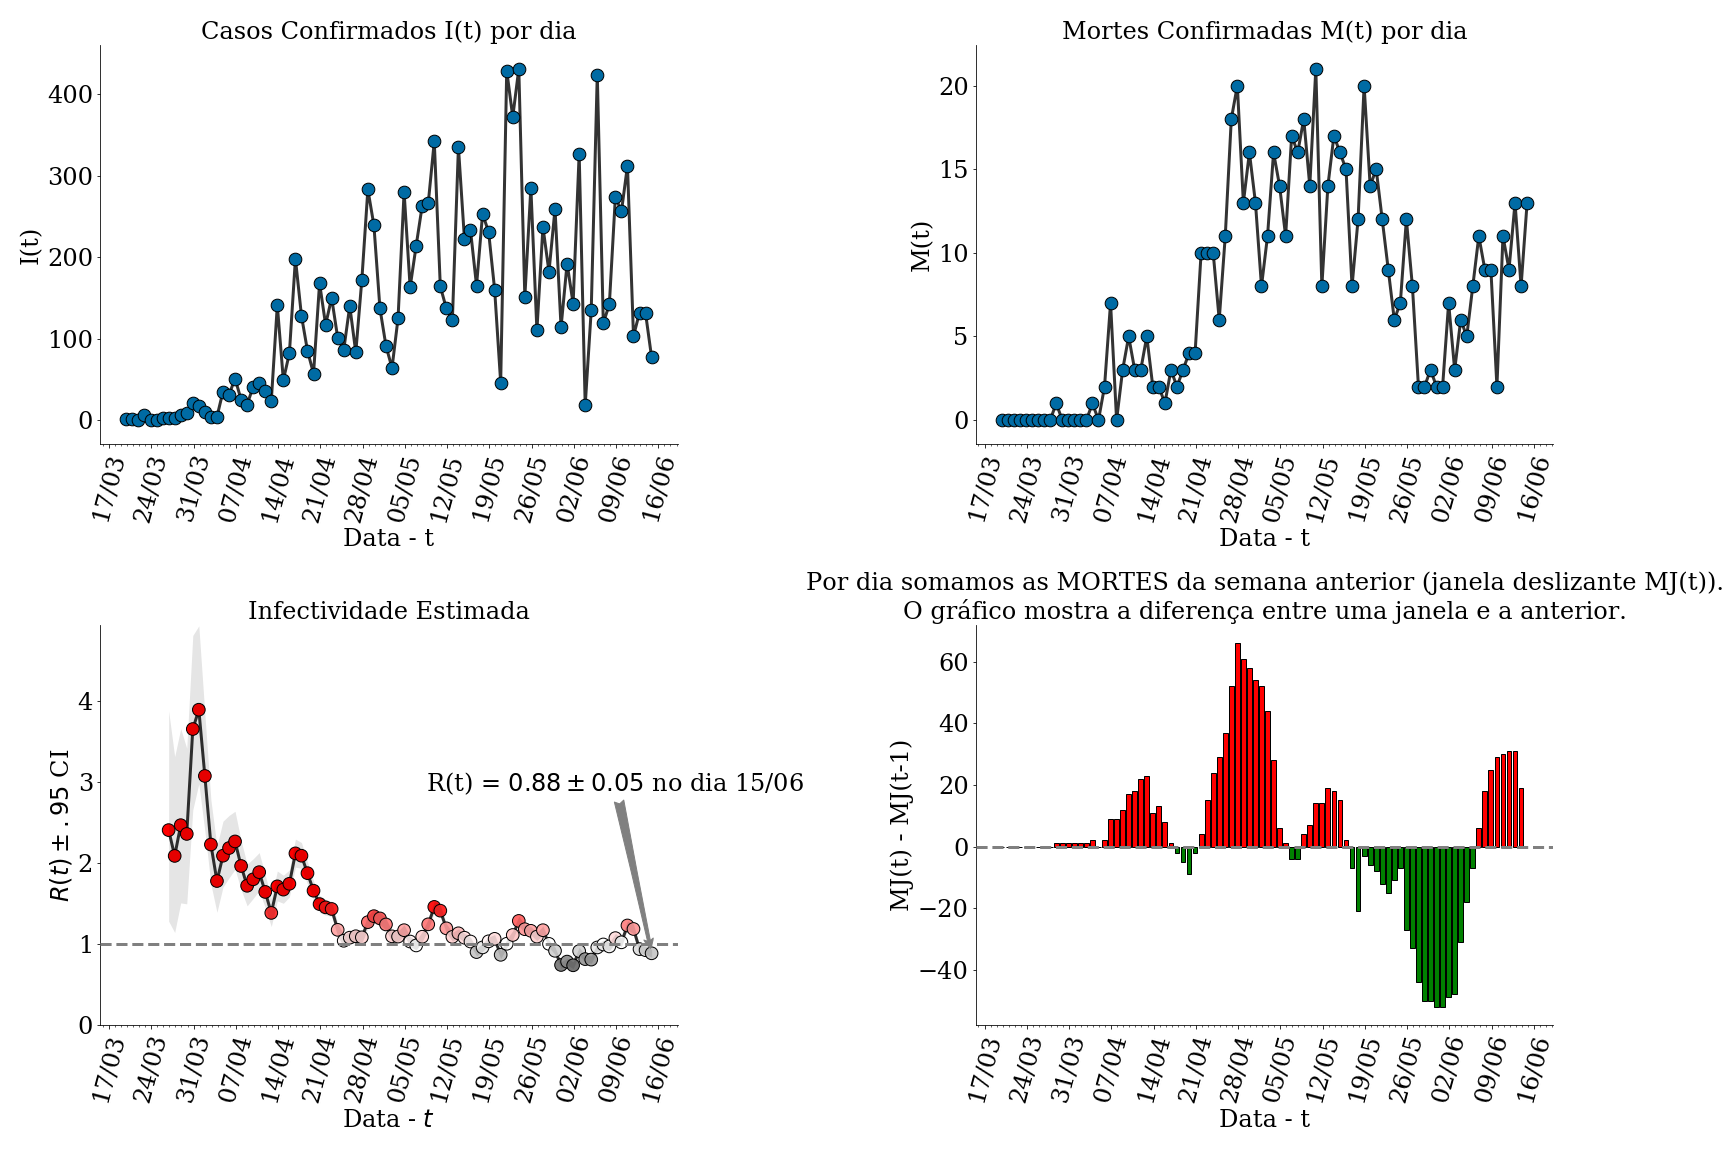 Casos Confirmados I(t) por dia
I(t)
400
300
200
100
0
17/03 24/03 31/03 07/04 14/04 21/04 28/04 05/05 12/05 19/05 26/05 02/06 09/06 16/06
Data - t
Mortes Confirmadas M(t) por dia
M(t)
20
15
10
5
0
17/03 24/03 31/03 07/04 14/04 21/04 28/04 05/05 12/05 19/05 26/05 02/06 09/06 16/06
Data - t
Infectividade Estimada
R(t) ± .95 CI
4
3
2
1
0
R(t) = 0.88 ± 0.05 no dia 15/06
17/03 24/03 31/03 07/04 14/04 21/04 28/04 05/05 12/05 19/05 26/05 02/06 09/06 16/06
Data - t
Por dia somamos as MORTES da semana anterior (janela deslizante MJ(t)).
O gráfico mostra a diferença entre uma janela e a anterior.
MJ(t) - MJ(t-1)
60
40
20
0
−20
−40
17/03 24/03 31/03 07/04 14/04 21/04 28/04 05/05 12/05 19/05 26/05 02/06 09/06 16/06
Data - t